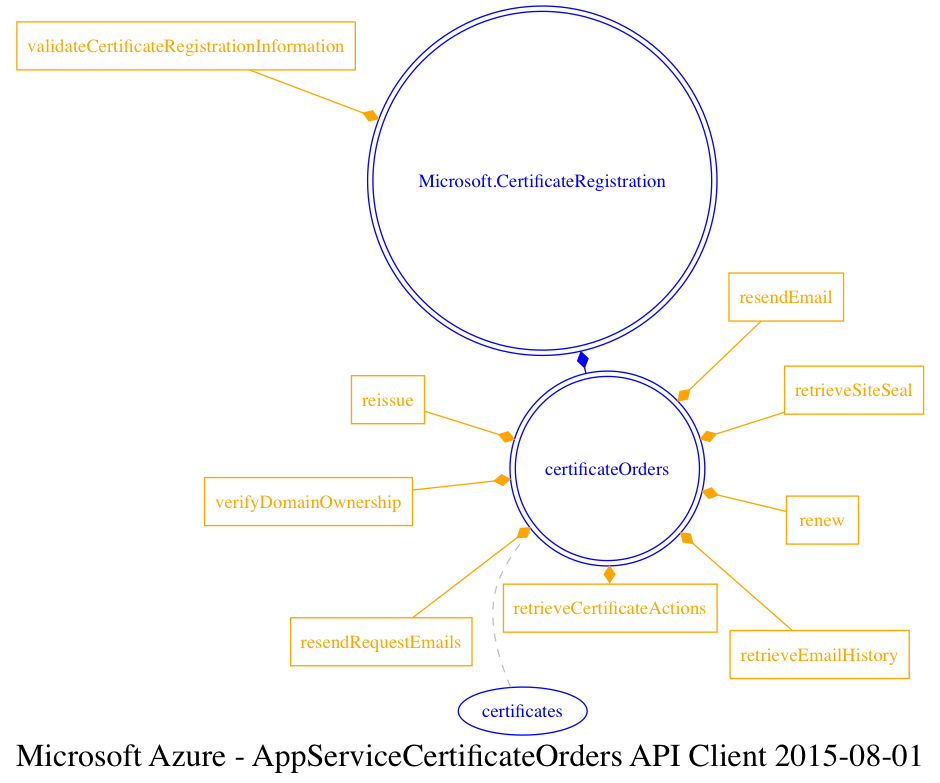 validateCertificateRegistrationInformation
Microsoft.CertificateRegistration
resendEmail
retrieveSiteSeal
reissue
certificateOrders
verifyDomainOwnership
renew
retrieveCertificateActions
resendRequestEmails
retrieveEmailHistory
certificates
Microsoft Azure - AppServiceCertificateOrders API Client 2015-08-01